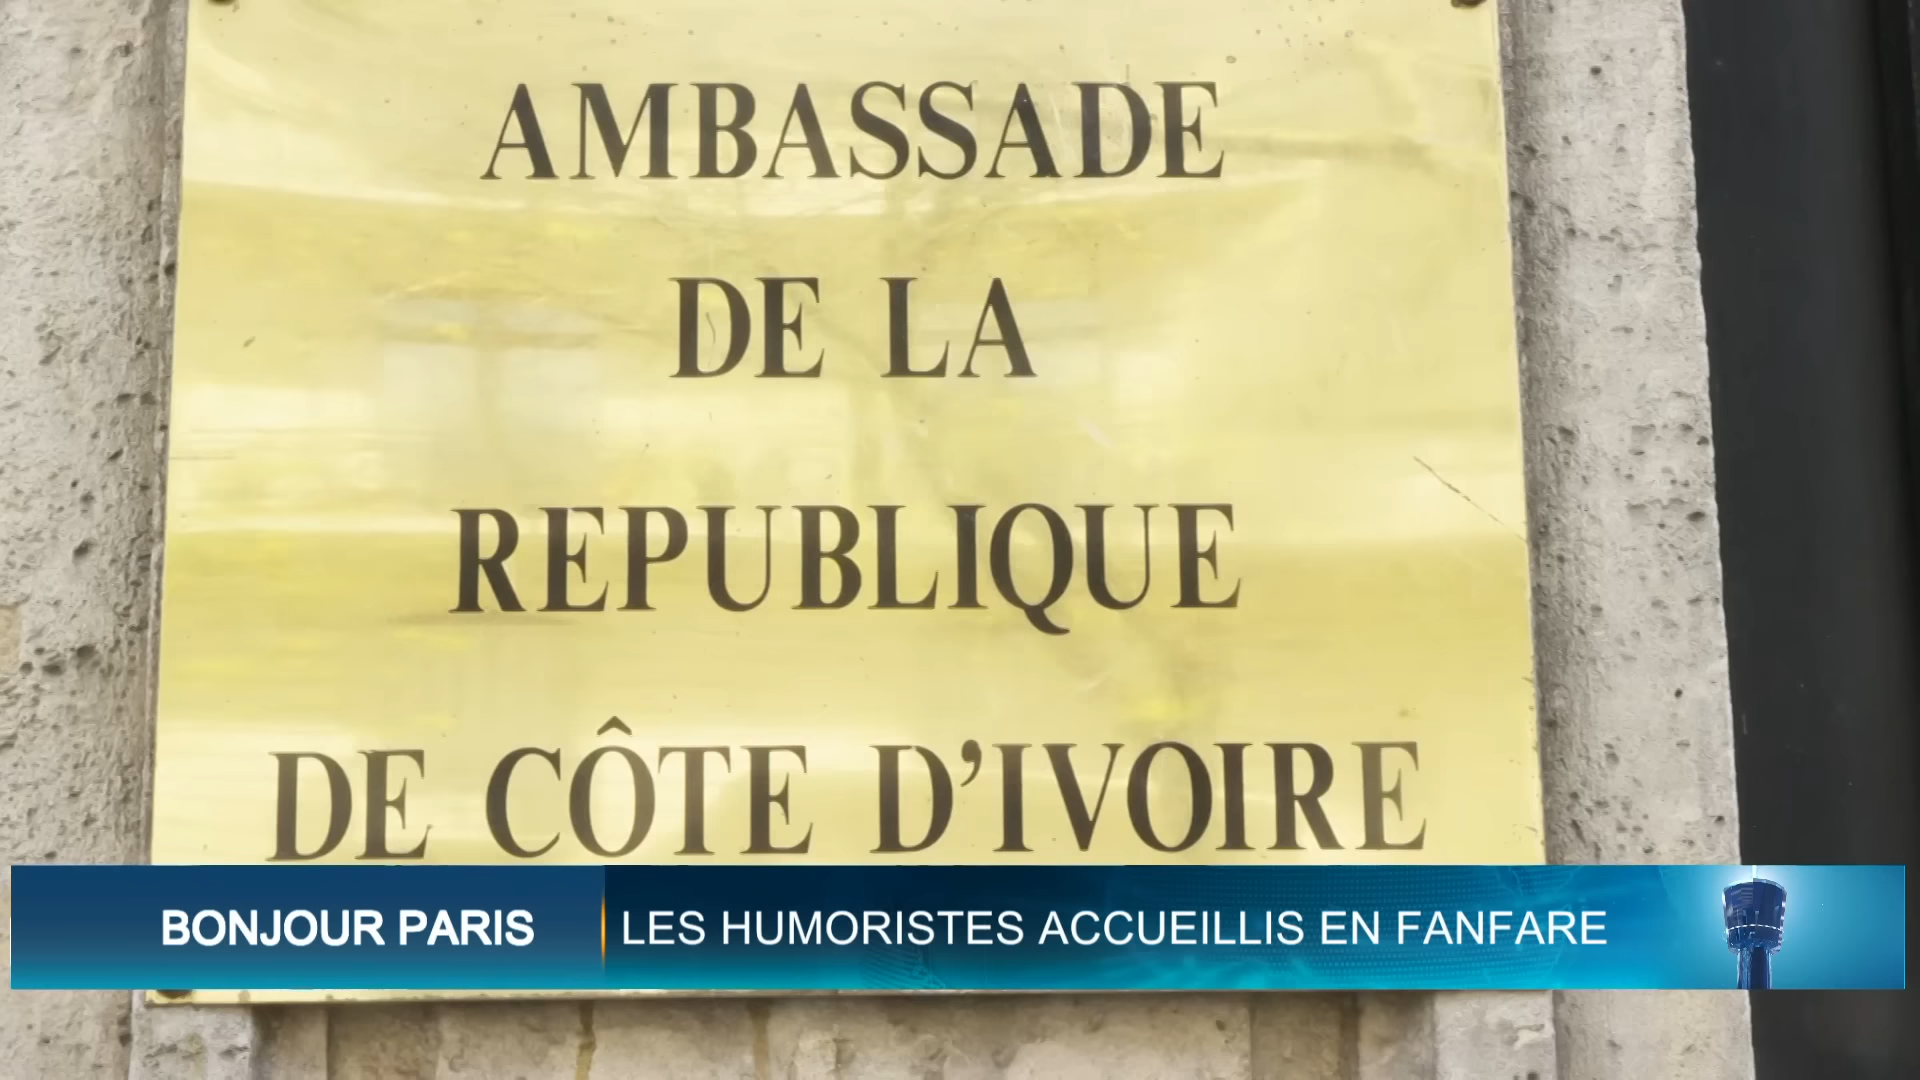 AMBASSADE
DE LA
REPUBLIQUE
DE CÔTE D'IVOIRE
BONJOUR PARIS
LES HUMORISTES ACCUEILLIS EN FANFARE